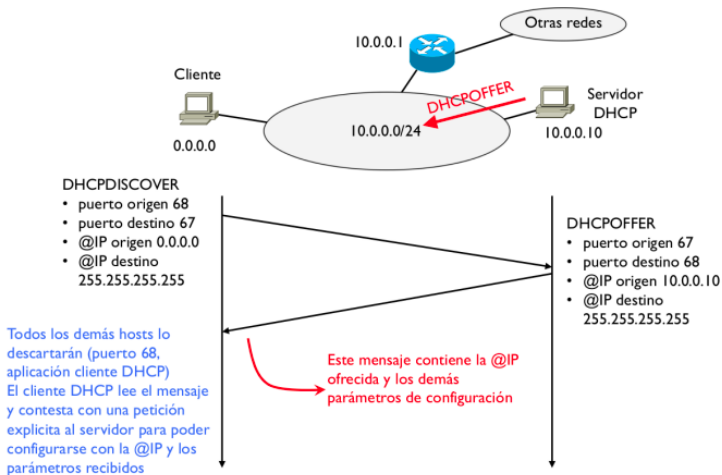 Otras redes
10.0.0.1
Cliente
DHCPOFFER
Servidor
DHCP
10.0.0.0/24
0.0.0.0
10.0.0.10
DHCPDISCOVER
• puerto origen 68
• puerto destino 67
• @IP origen 0.0.0.0
• @IP destino
255.255.255.255
DHCPOFFER
• puerto origen 67
• puerto destino 68
• @IP origen 10.0.0.10
• @IP destino
255.255.255.255
Todos los demás hosts lo
descartarán (puerto 68,
aplicación cliente DHCP)
El cliente DHCP lee el mensaje
y contesta con una petición
explicita al servidor para poder
configurarse con la @IP y los
parámetros recibidos
Este mensaje contiene la @IP
ofrecida y los demás
parámetros de configuración